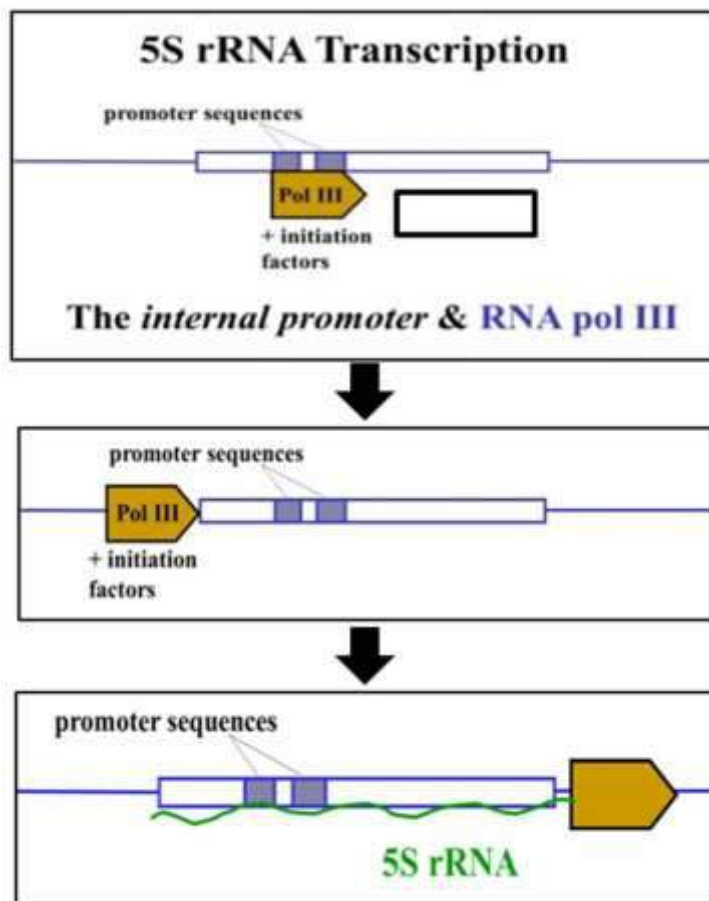 5S rRNA Transcription
promoter sequences
Pol III
+ initiation
factors
The internal promoter & RNA pol III
promoter sequences
Pol III
+ initiation
factors
promoter sequences
5S rRNA